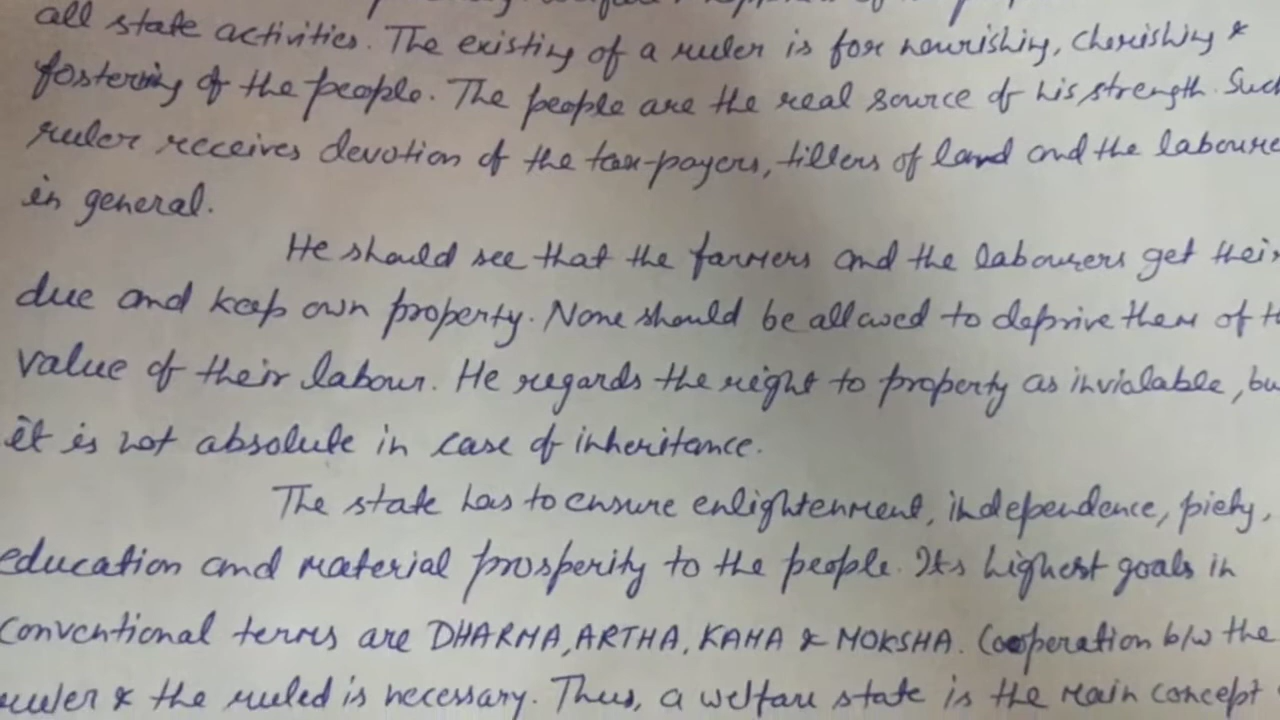 all state activities. The existing of a ruler is for nourishing, cherishing &
fostering of the people. The people are the real source of his strength. Such
ruler receives devotion of the tax-payers, tillers of land and the laboure
in general.
He should see that the farmers and the labourers get their
due and keep own property. None should be allowed to deprive them of t
value of their labour. He regards the right to property as invialable, bu
it is not absolute in case of inheritance.
The state has to ensure enlightenment, independence, piety,
education and material prosperity to the people. Its highest goals in
conventional terms are DHARMA, ARTHA, KAMA & MOKSHA. Cooperation b/w the
ruler & the ruled is necessary. Thus, a welfare state is the main concept